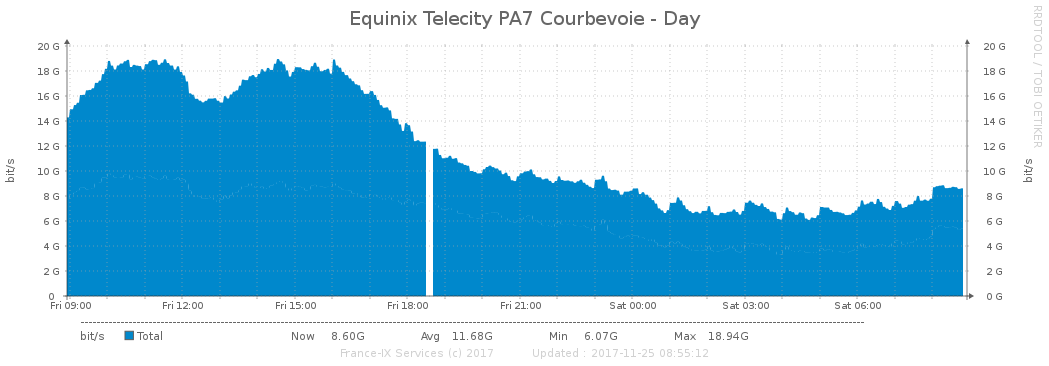 Equinix Telecity PA7 Courbevoie - Day
RRDTOOL / TOBI OETIKER
bit/s
bit/s
20 G 20 G
18 G 18 G
16 G 16 G
14 G 14 G
12 G 12 G
10 G 10 G
8 G 8 G
6 G 6 G
4 G 4 G
2 G 2 G
0 0 G
Fri 09:00 Fri 12:00 Fri 15:00 Fri 18:00 Fri 21:00 Sat 00:00 Sat 03:00 Sat 06:00
bit/s Total Now 8.60G Avg 11.68G Min 6.07G Max 18.94G
France-IX Services (c) 2017 Updated : 2017-11-25 08:55:12